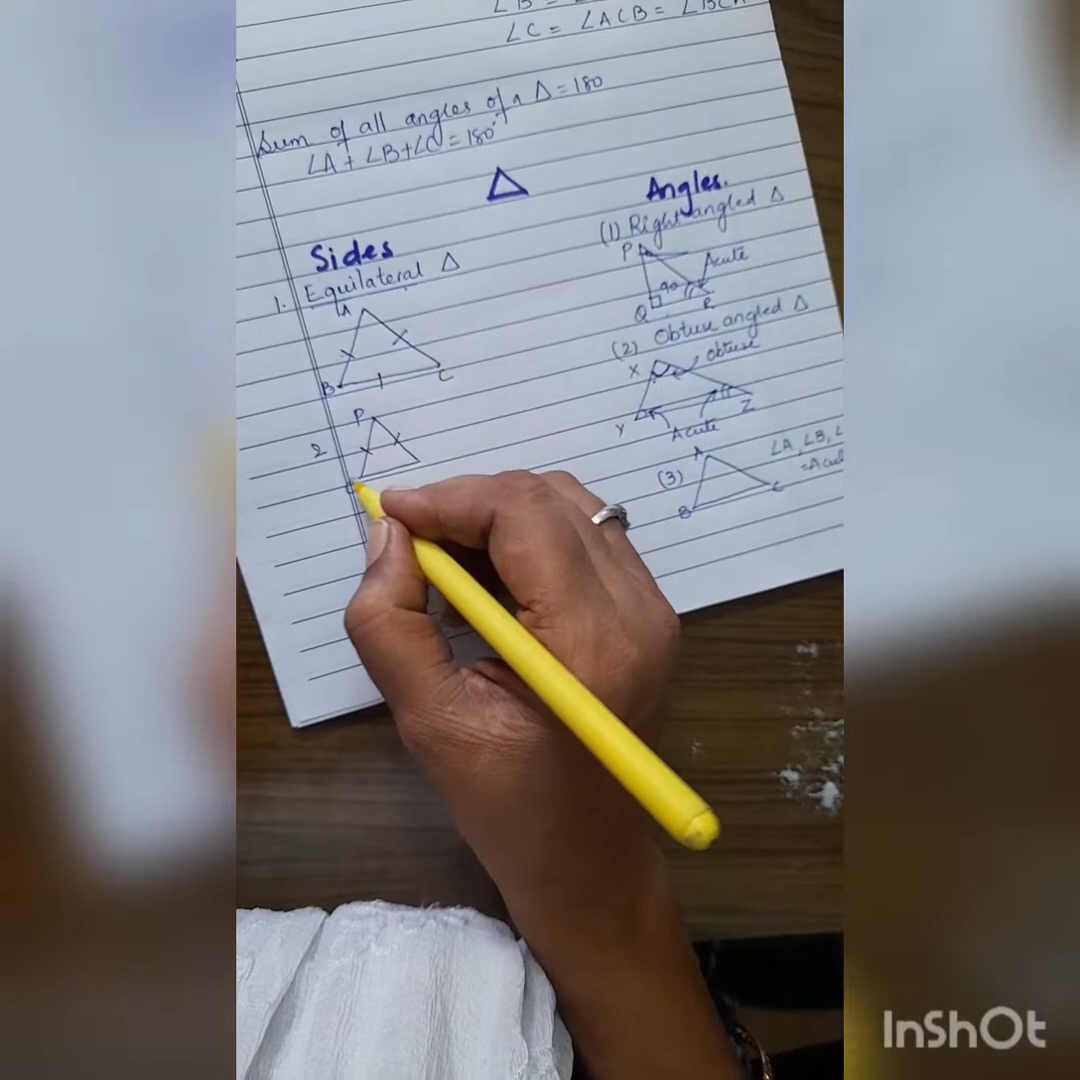 ∠B =
∠C = ∠ACB = ∠BCA
Sum of all angles of a Δ = 180
∠A + ∠B + ∠C = 180°
Δ
Sides
1. Equilateral Δ
A
B
C
2
P
Angles.
(1) Right angled Δ
P
Acute
90
Q
R
(2) Obtuse angled Δ
X
obtuse
Y
Z
Acute
(3)
A
B
C
∠A, ∠B, ∠
InShOt